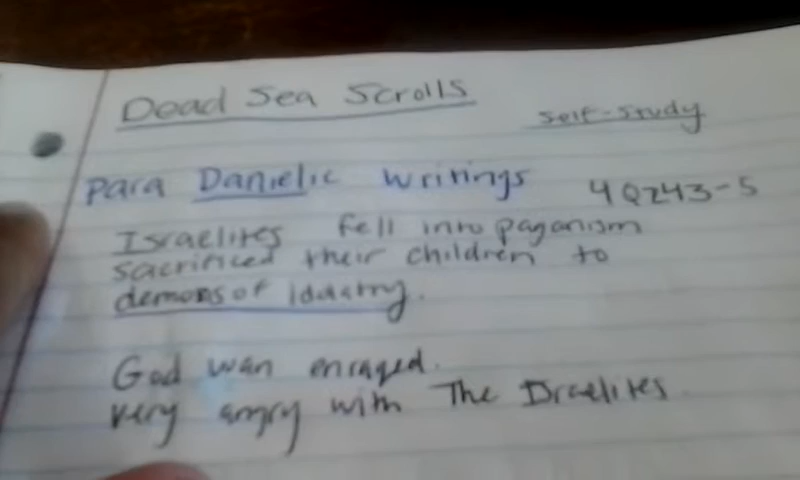 Dead Sea Scrolls
Self-Study
Para Danielic Writings 4Q243-5
Israelites fell into paganism
sacrificed their children to
demons of
God was enraged.
very angry with The Israelites